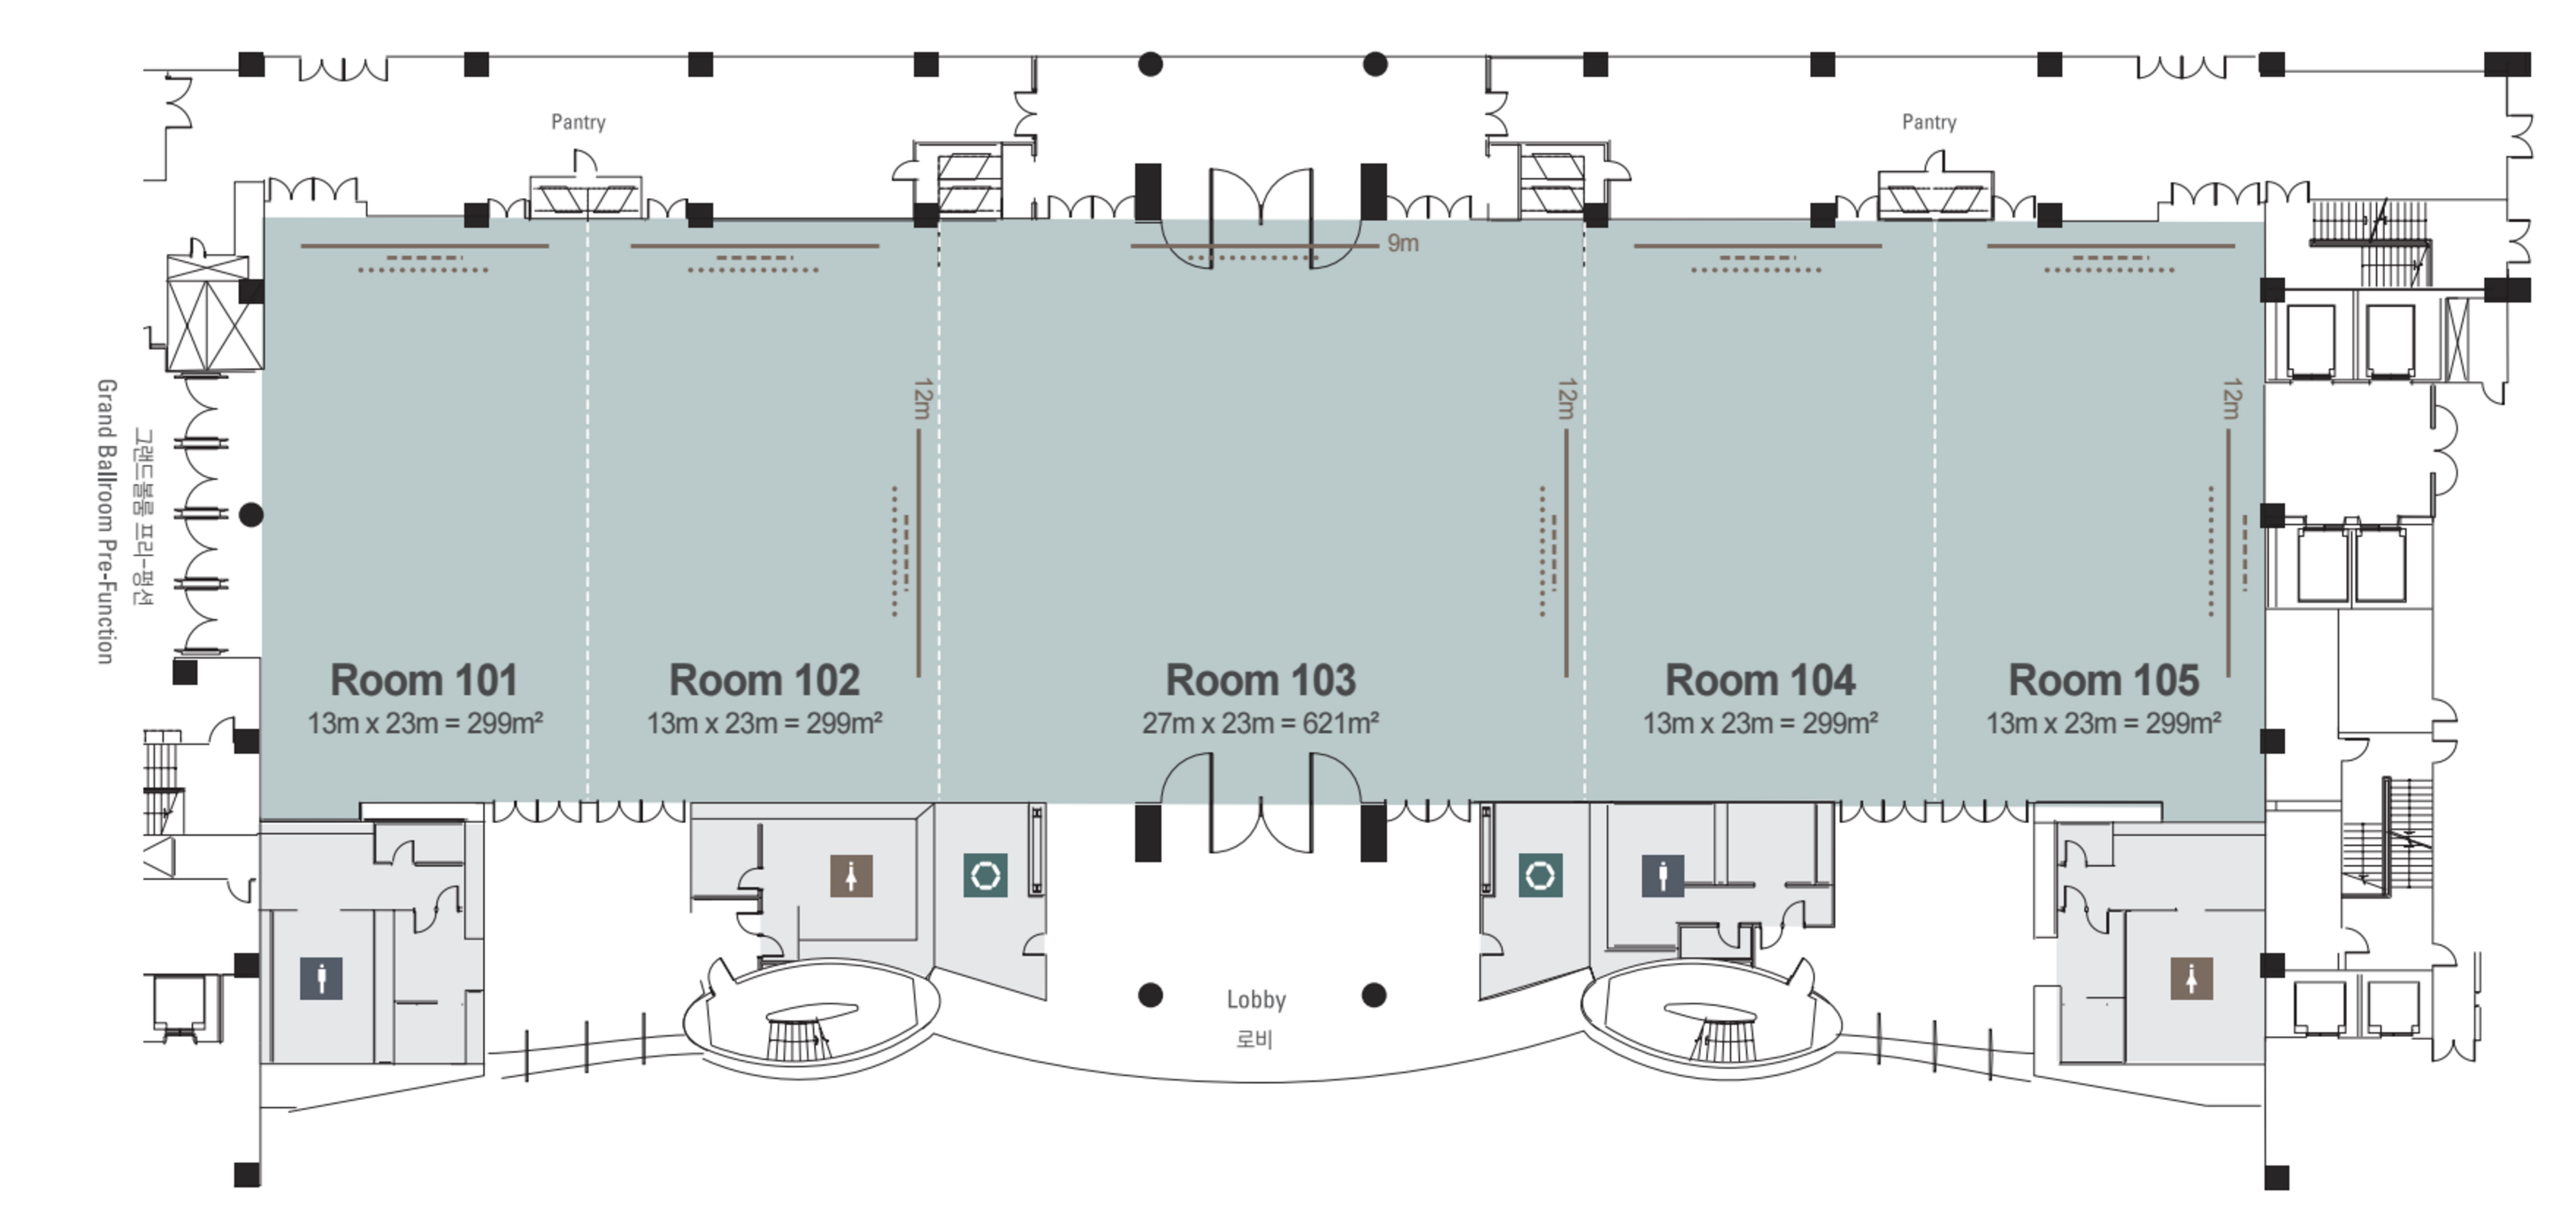 Pantry
Pantry
9m
12m
12m
12m
그랜드볼룸 프리-펑션
Grand Ballroom Pre-Function
Room 101
13m x 23m = 299m²
Room 102
13m x 23m = 299m²
Room 103
27m x 23m = 621m²
Room 104
13m x 23m = 299m²
Room 105
13m x 23m = 299m²
Lobby
로비